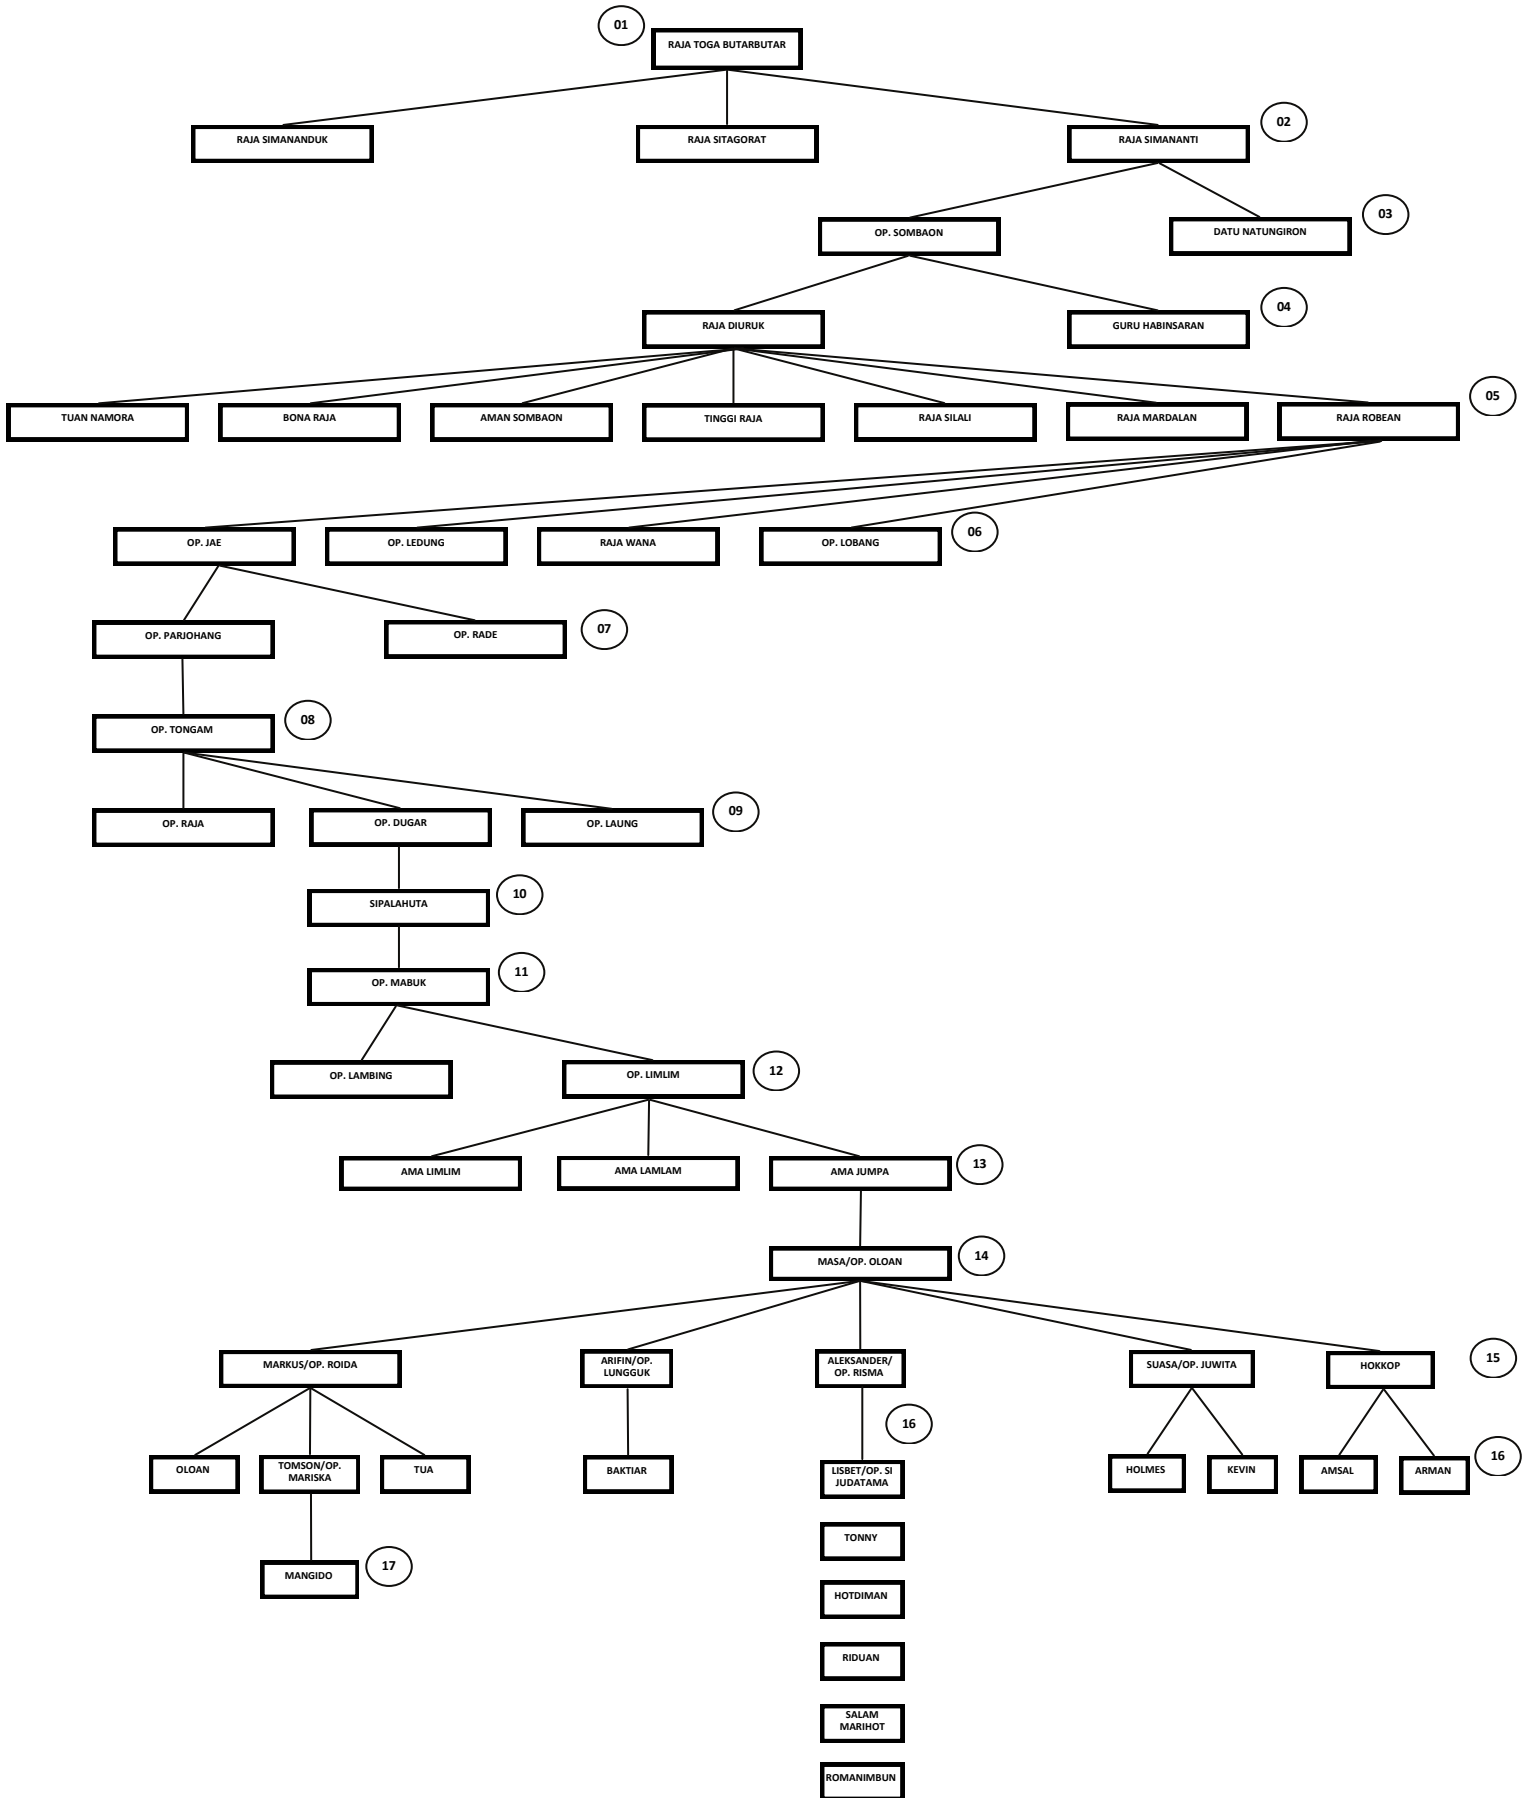 01
RAJA TOGA BUTARBUTAR
02
RAJA SIMANANDUK
RAJA SITAGORAT
RAJA SIMANANTI
03
OP. SOMBAON
DATU NATUNGIRON
04
RAJA DIURUK
GURU HABINSARAN
05
TUAN NAMORA
BONA RAJA
AMAN SOMBAON
TINGGI RAJA
RAJA SILALI
RAJA MARDALAN
RAJA ROBEAN
06
OP. JAE
OP. LEDUNG
RAJA WANA
OP. LOBANG
OP. PARJOHANG
OP. RADE
07
OP. TONGAM
08
OP. RAJA
OP. DUGAR
OP. LAUNG
09
SIPALAHUTA
10
OP. MABUK
11
OP. LAMBING
OP. LIMLIM
12
AMA LIMLIM
AMA LAMLAM
AMA JUMPA
13
MASA/OP. OLOAN
14
MARKUS/OP. ROIDA
ARIFIN/OP.
LUNGGUK
ALEKSANDER/
OP. RISMA
SUASA/OP. JUWITA
HOKKOP
15
16
OLOAN
TOMSON/OP.
MARISKA
TUA
BAKTIAR
LISBET/OP. SI
JUDATAMA
HOLMES
KEVIN
AMSAL
ARMAN
16
TONNY
MANGIDO
17
HOTDIMAN
RIDUAN
SALAM
MARIHOT
ROMANIMBUN